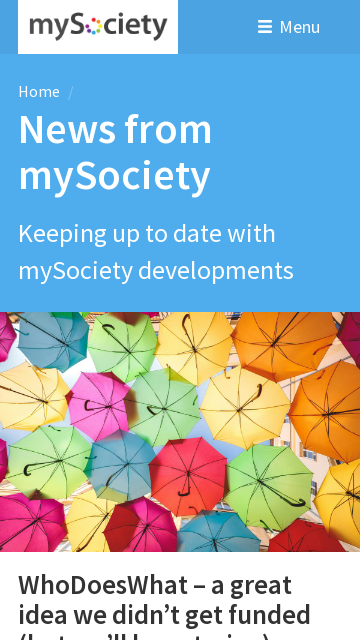 mySociety
Menu
Home /
News from
mySociety
Keeping up to date with
mySociety developments
WhoDoesWhat – a great
idea we didn’t get funded